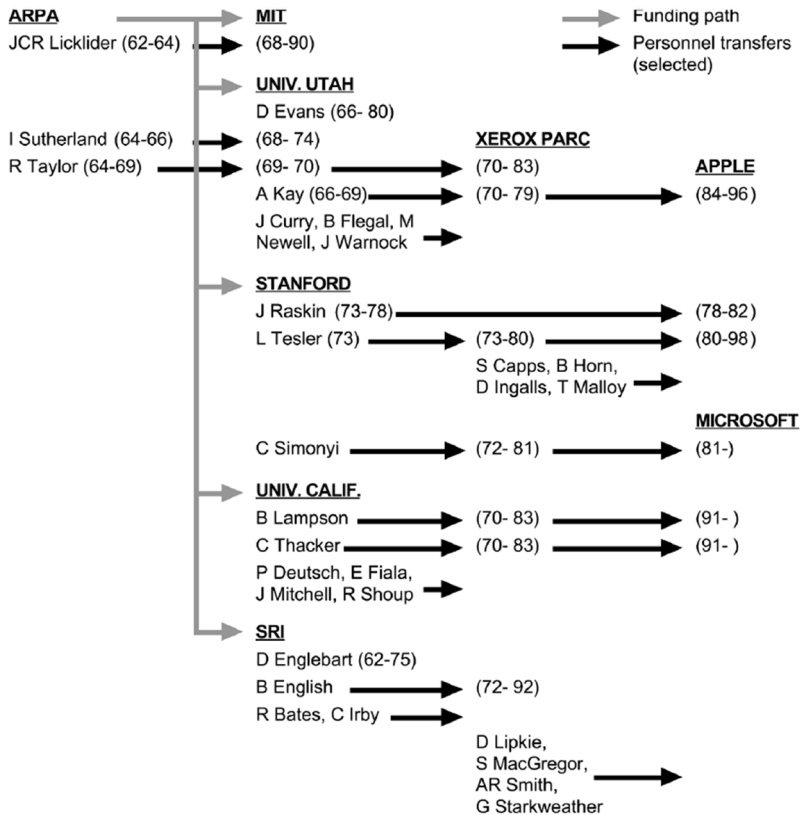 ARPA MIT Funding path
JCR Licklider (62-64) (68-90) Personnel transfers
(selected)
UNIV. UTAH
D Evans (66- 80)
I Sutherland (64-66) (68- 74) XEROX PARC
R Taylor (64-69) (69- 70) (70- 83) APPLE
A Kay (66-69) (70- 79) (84-96)
J Curry, B Flegal, M
Newell, J Warnock
STANFORD
J Raskin (73-78) (78-82)
L Tesler (73) (73-80) (80-98)
S Capps, B Horn,
D Ingalls, T Malloy
MICROSOFT
C Simonyi (72- 81) (81-)
UNIV. CALIF.
B Lampson (70- 83) (91- )
C Thacker (70- 83) (91- )
P Deutsch, E Fiala,
J Mitchell, R Shoup
SRI
D Englebart (62-75)
B English (72- 92)
R Bates, C Irby
D Lipkie,
S MacGregor,
AR Smith,
G Starkweather